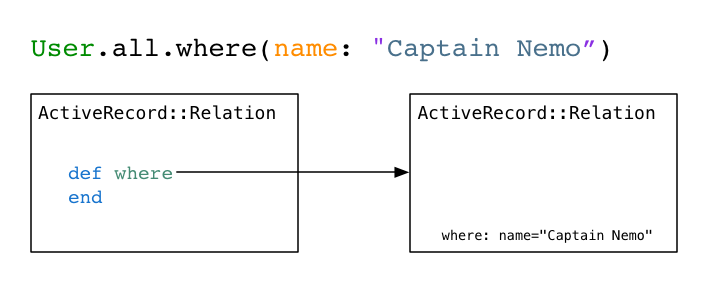 User.all.where(name: "Captain Nemo”)
ActiveRecord::Relation
def where
end
ActiveRecord::Relation
where: name="Captain Nemo"